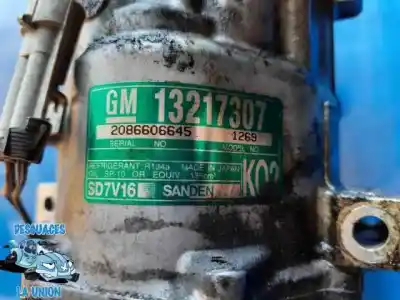 GM 13217307
2086606645 1269
SERIAL NO MODEL NO
REFRIGERANT R134a MADE IN JAPAN
OIL SP-10 OR EQUIV
SD7V16 SANDEN
DESGUACES
LA UNION